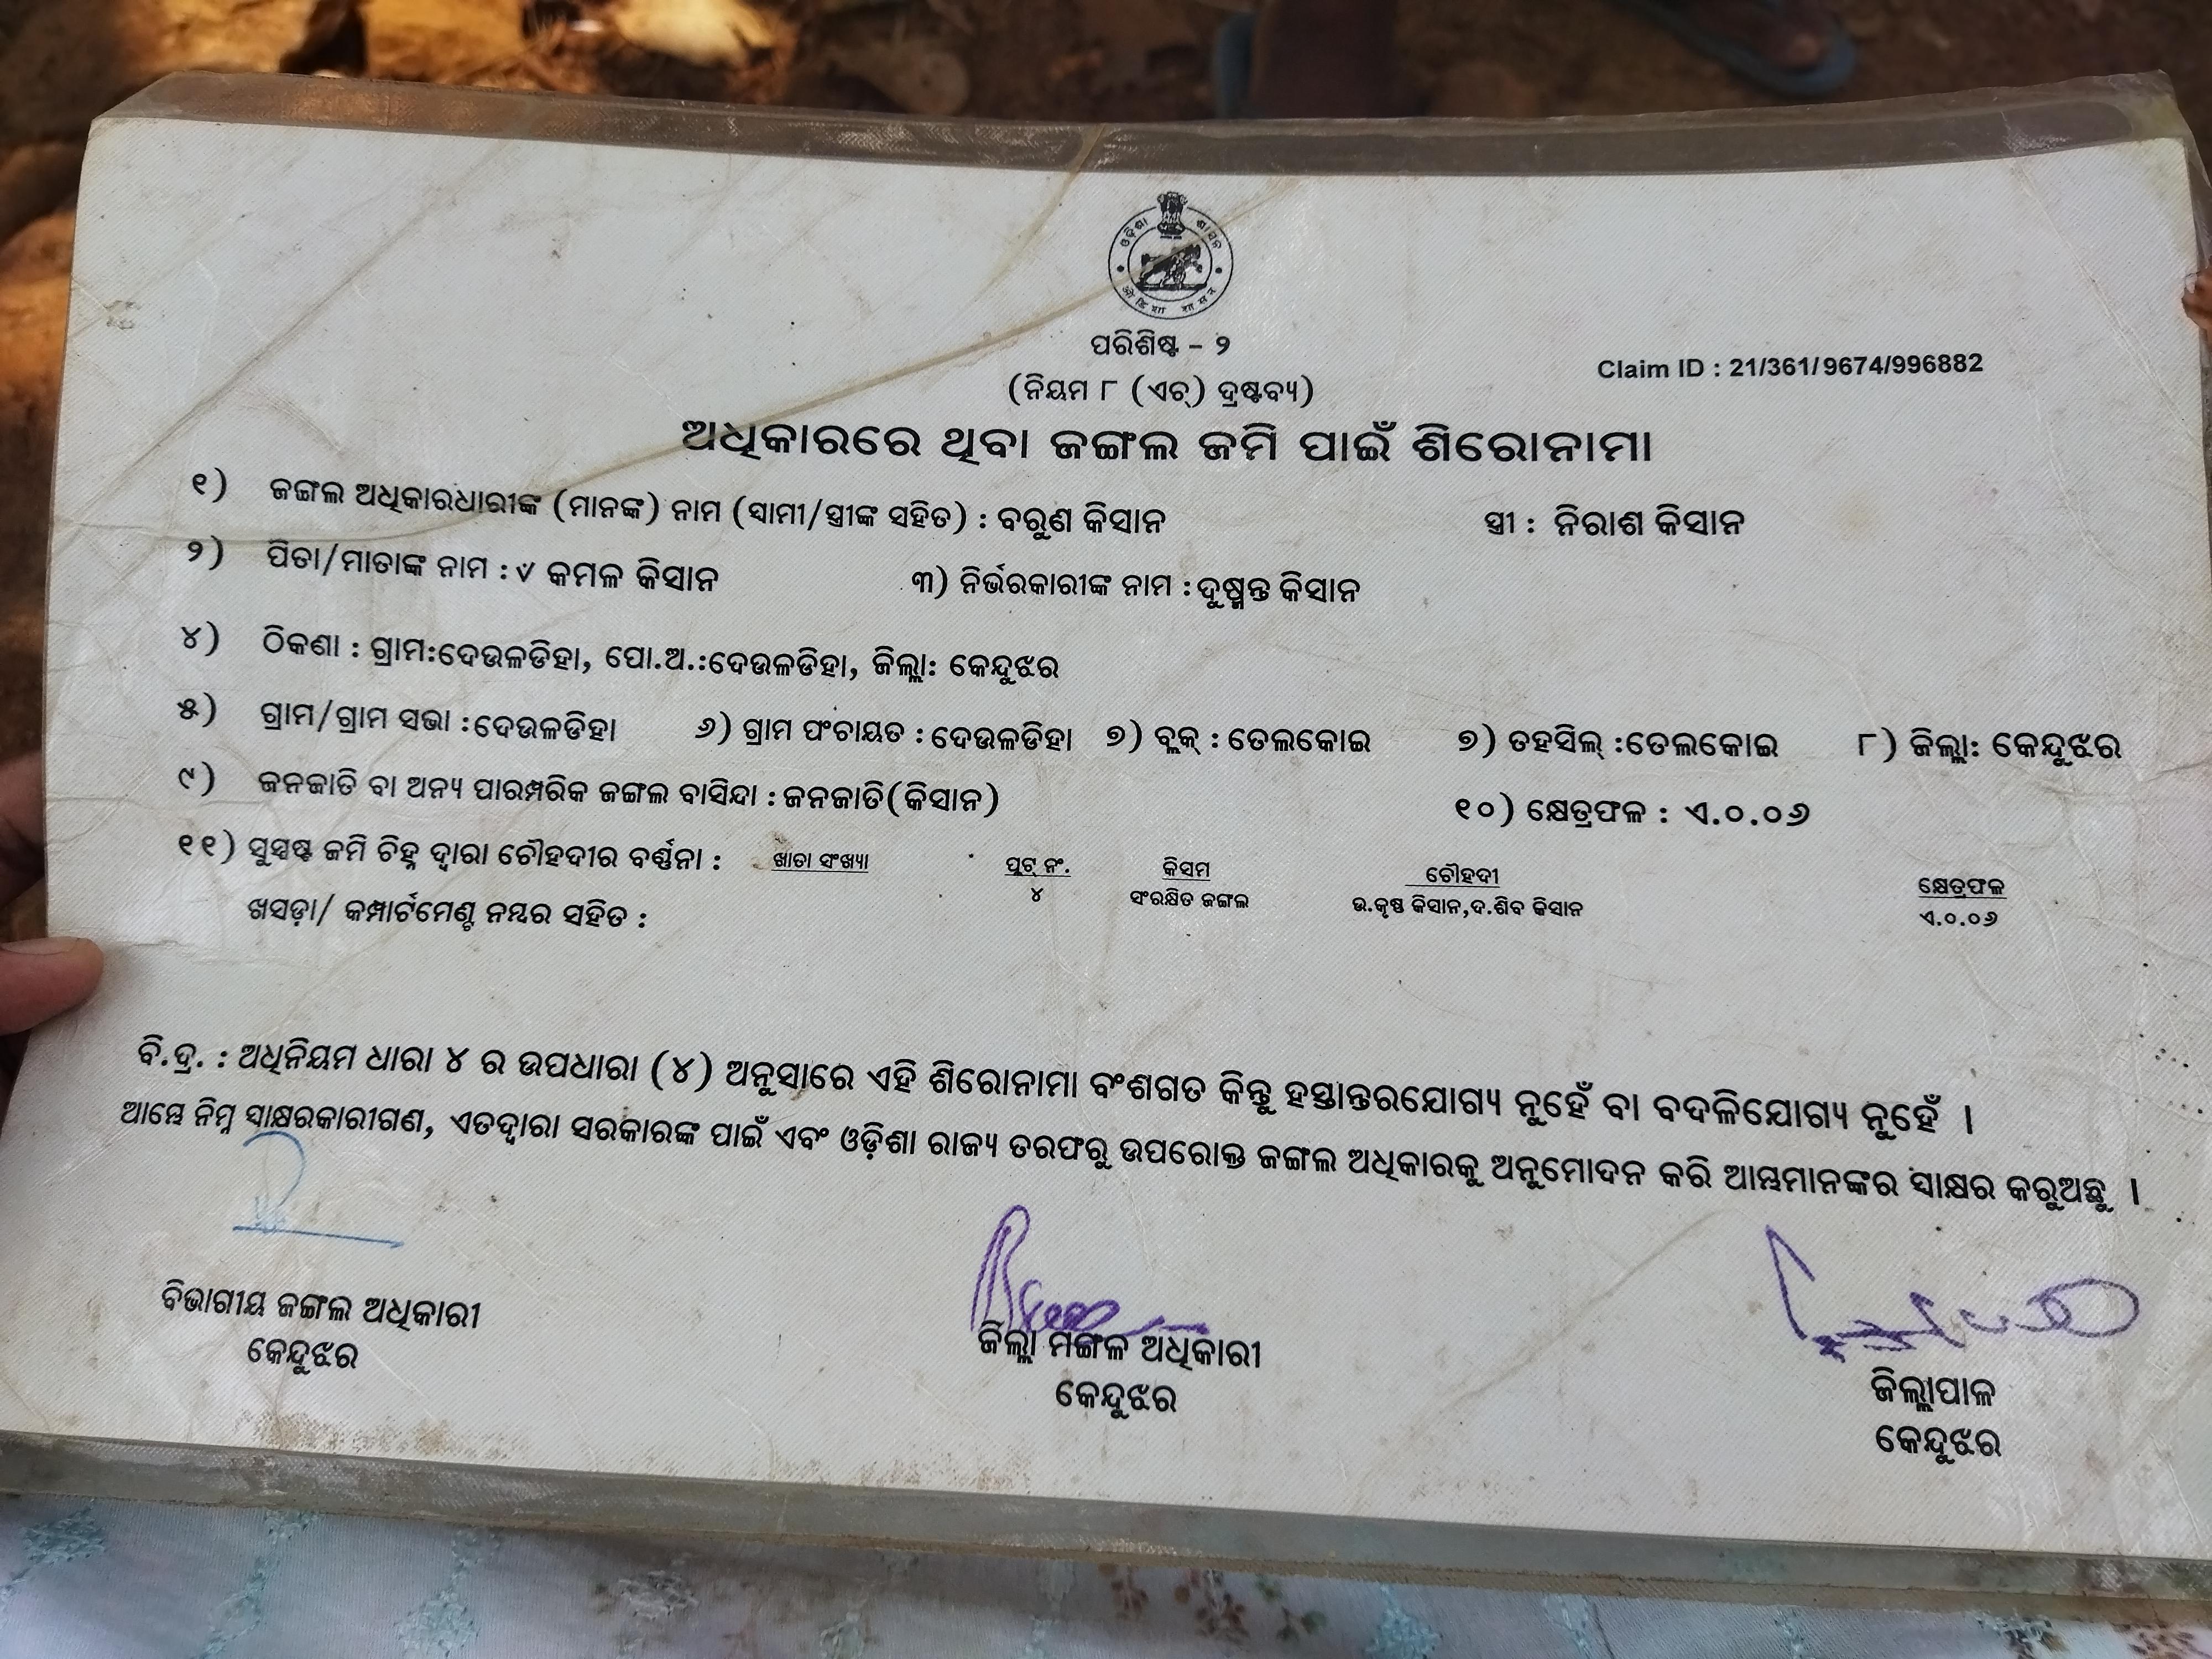 ଓଡ଼ିଶା ଶାସନ
ओडिशा शासन
ପରିଶିଷ୍ଟ - ୨
Claim ID : 21/361/9674/996882
(ନିୟମ ୮ (ଏଚ୍) ଦ୍ରଷ୍ଟବ୍ୟ)
ଅଧିକାରରେ ଥିବା ଜଙ୍ଗଲ ଜମି ପାଇଁ ଶିରୋନାମା
୧) ଜଙ୍ଗଲ ଅଧିକାରଧାରୀଙ୍କ (ମାନଙ୍କ) ନାମ (ସ୍ୱାମୀ/ସ୍ତ୍ରୀଙ୍କ ସହିତ) : ବରୁଣ କିସାନ ସ୍ତ୍ରୀ : ନିରାଶ କିସାନ
୨) ପିତା/ମାତାଙ୍କ ନାମ : ୰ କମଳ କିସାନ ୩) ନିର୍ଭରକାରୀଙ୍କ ନାମ : ଦୁଷ୍ମନ୍ତ କିସାନ
୪) ଠିକଣା : ଗ୍ରାମ:ଦେଉଳଡିହା, ପୋ.ଅ.:ଦେଉଳଡିହା, ଜିଲ୍ଲା: କେନ୍ଦୁଝର
୫) ଗ୍ରାମ/ଗ୍ରାମ ସଭା : ଦେଉଳଡିହା ୬) ଗ୍ରାମ ପଂଚାୟତ : ଦେଉଳଡିହା ୭) ବ୍ଲକ୍ : ତେଲକୋଇ ୭) ତହସିଲ୍ : ତେଲକୋଇ ୮) ଜିଲ୍ଲା: କେନ୍ଦୁଝର
୯) ଜନଜାତି ବା ଅନ୍ୟ ପାରମ୍ପରିକ ଜଙ୍ଗଲ ବାସିନ୍ଦା : ଜନଜାତି(କିସାନ) ୧୦) କ୍ଷେତ୍ରଫଳ : ଏ.୦.୦୬
୧୧) ସୁସ୍ପଷ୍ଟ ଜମି ଚିହ୍ନ ଦ୍ୱାରା ଚୌହଦୀର ବର୍ଣ୍ଣନା : ଖାତା ସଂଖ୍ୟା ପ୍ଲଟ୍ ନଂ. କିସମ ଚୌହଦୀ କ୍ଷେତ୍ରଫଳ
୪ ସଂରକ୍ଷିତ ଜଙ୍ଗଲ ଉ.କୃଷ୍ଣ କିସାନ,ଦ.ଶିବ କିସାନ ଏ.୦.୦୬
ଖସଡ଼ା/ କମ୍ପାର୍ଟମେଣ୍ଟ ନମ୍ବର ସହିତ :
ବି.ଦ୍ର. : ଅଧିନିୟମ ଧାରା ୪ ର ଉପଧାରା (୪) ଅନୁସାରେ ଏହି ଶିରୋନାମା ବଂଶଗତ କିନ୍ତୁ ହସ୍ତାନ୍ତରଯୋଗ୍ୟ ନୁହେଁ ବା ବଦଳିଯୋଗ୍ୟ ନୁହେଁ ।
ଆମ୍ଭେ ନିମ୍ନ ସ୍ୱାକ୍ଷରକାରୀଗଣ, ଏତଦ୍ୱାରା ସରକାରଙ୍କ ପାଇଁ ଏବଂ ଓଡ଼ିଶା ରାଜ୍ୟ ତରଫରୁ ଉପରୋକ୍ତ ଜଙ୍ଗଲ ଅଧିକାରକୁ ଅନୁମୋଦନ କରି ଆମ୍ଭମାନଙ୍କର ସ୍ୱାକ୍ଷର କରୁଅଛୁ ।
ବିଭାଗୀୟ ଜଙ୍ଗଲ ଅଧିକାରୀ
କେନ୍ଦୁଝର
ଜିଲ୍ଲା ମଙ୍ଗଳ ଅଧିକାରୀ
କେନ୍ଦୁଝର
ଜିଲ୍ଲାପାଳ
କେନ୍ଦୁଝର